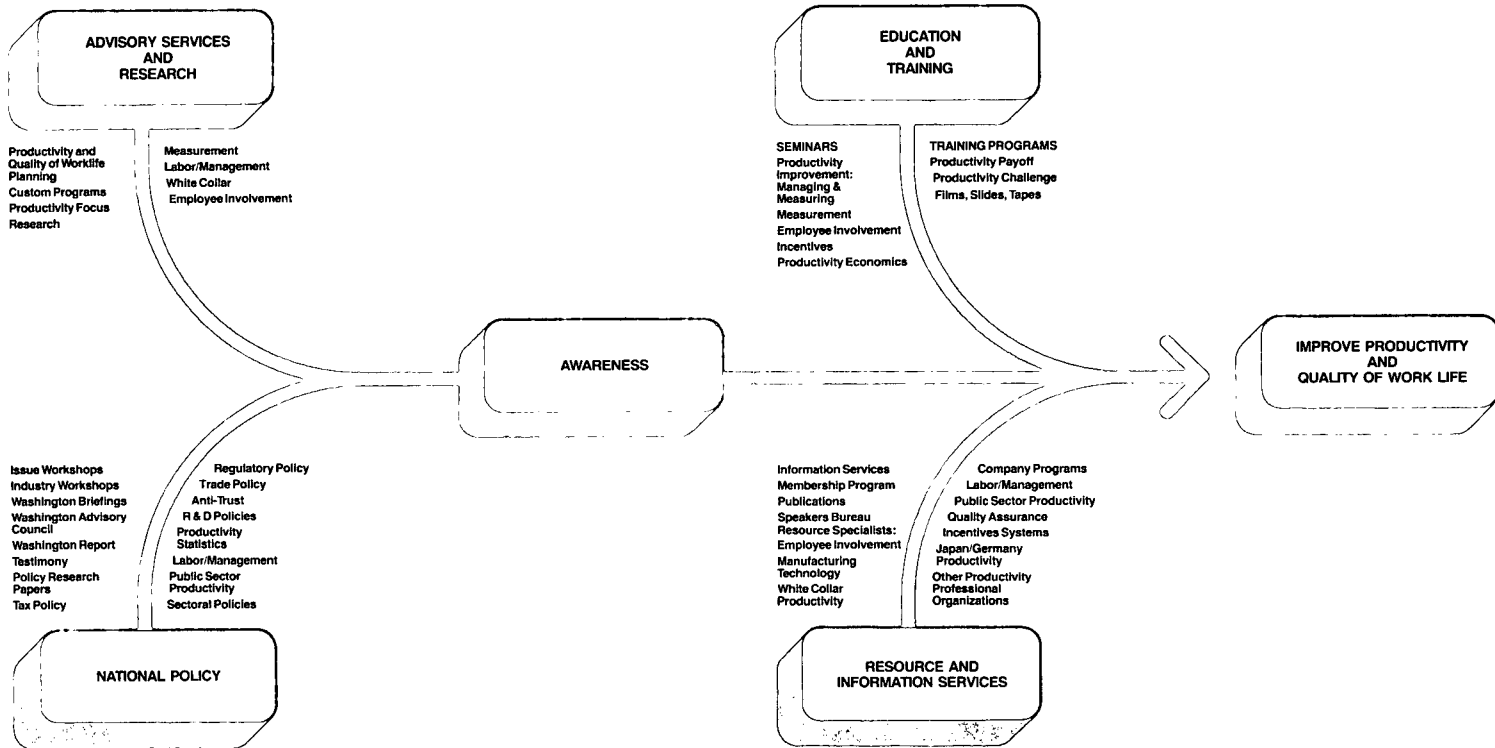 ADVISORY SERVICES
AND
RESEARCH
Productivity and
Quality of Worklife
Planning
Custom Programs
Productivity Focus
Research
Measurement
Labor/Management
White Collar
Employee Involvement
EDUCATION
AND
TRAINING
SEMINARS
Productivity
Improvement:
Managing &
Measuring
Measurement
Employee Involvement
Incentives
Productivity Economics
TRAINING PROGRAMS
Productivity Payoff
Productivity Challenge
Films, Slides, Tapes
AWARENESS
IMPROVE PRODUCTIVITY
AND
QUALITY OF WORK LIFE
Issue Workshops
Industry Workshops
Washington Briefings
Washington Advisory
Council
Washington Report
Testimony
Policy Research
Papers
Tax Policy
Regulatory Policy
Trade Policy
Anti-Trust
R & D Policies
Productivity
Statistics
Labor/Management
Public Sector
Productivity
Sectoral Policies
NATIONAL POLICY
Information Services
Membership Program
Publications
Speakers Bureau
Resource Specialists:
Employee Involvement
Manufacturing
Technology
White Collar
Productivity
Company Programs
Labor/Management
Public Sector Productivity
Quality Assurance
Incentives Systems
Japan/Germany
Productivity
Other Productivity
Professional
Organizations
RESOURCE AND
INFORMATION SERVICES